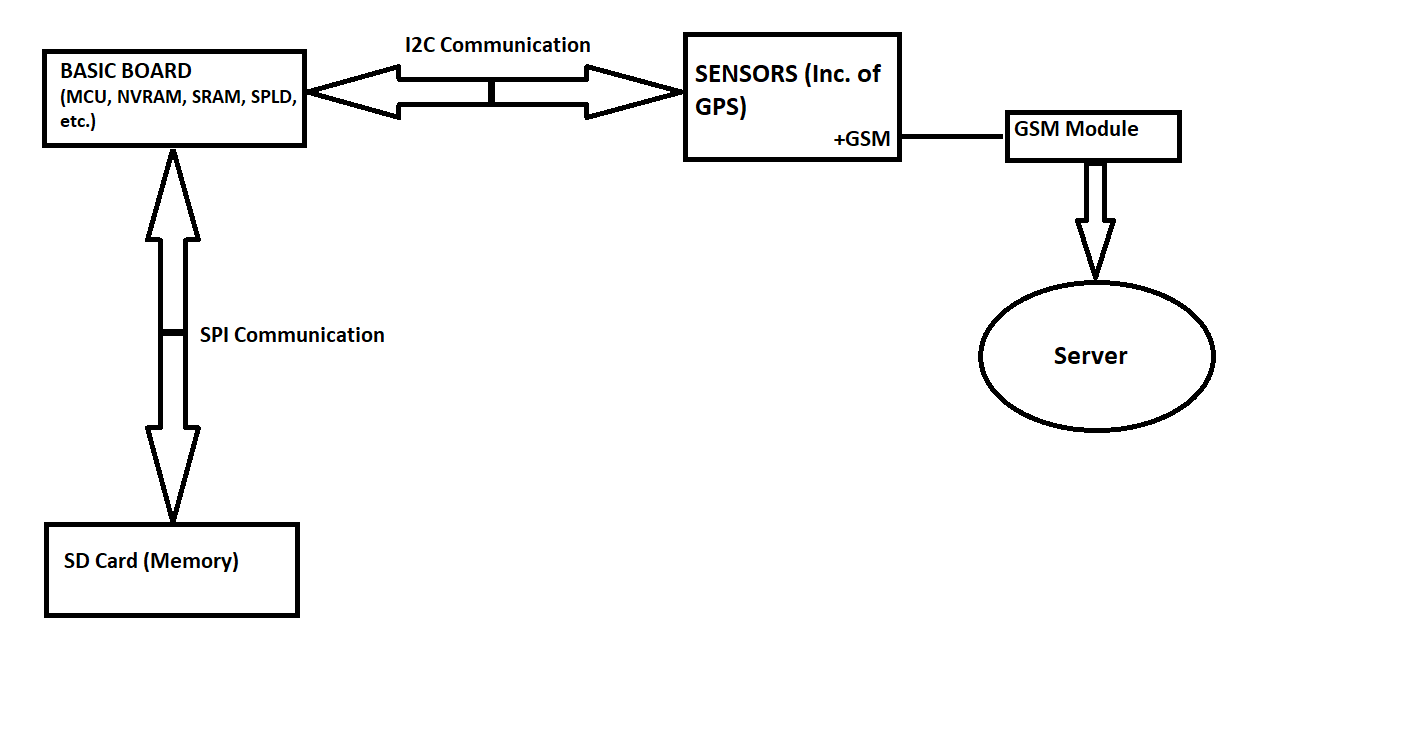 I2C Communication
BASIC BOARD
(MCU, NVRAM, SRAM, SPLD,
etc.)
SENSORS (Inc. of
GPS)
+GSM
GSM Module
SPI Communication
Server
SD Card (Memory)